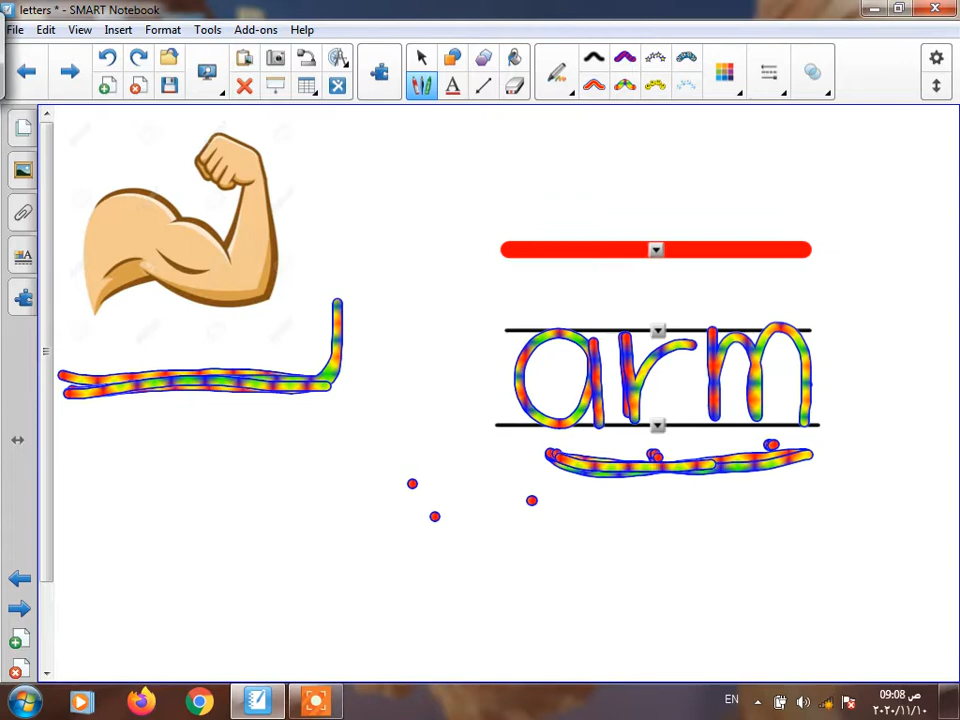 letters * - SMART Notebook
File Edit View Insert Format Tools Add-ons Help
arm
EN
09:08 ص
٢٠٢٠/١١/١٠